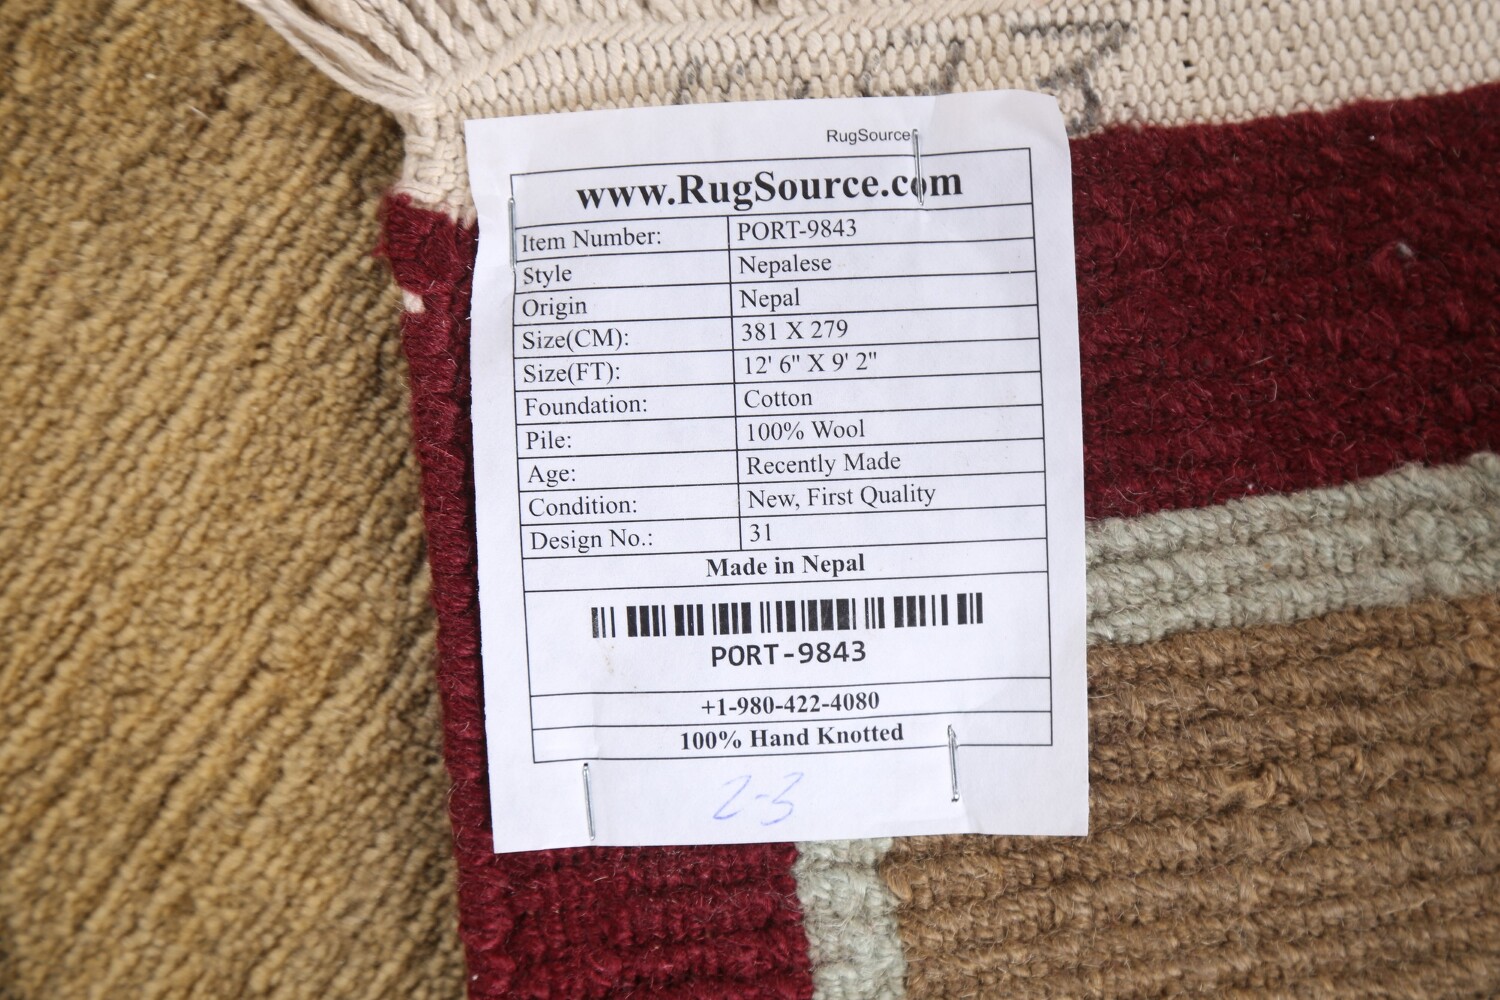 RugSource
www.RugSource.com
Item Number: PORT-9843
Style Nepalese
Origin Nepal
Size(CM): 381 X 279
Size(FT): 12' 6" X 9' 2"
Foundation: Cotton
Pile: 100% Wool
Age: Recently Made
Condition: New, First Quality
Design No.: 31
Made in Nepal
PORT-9843
+1-980-422-4080
100% Hand Knotted
2-3